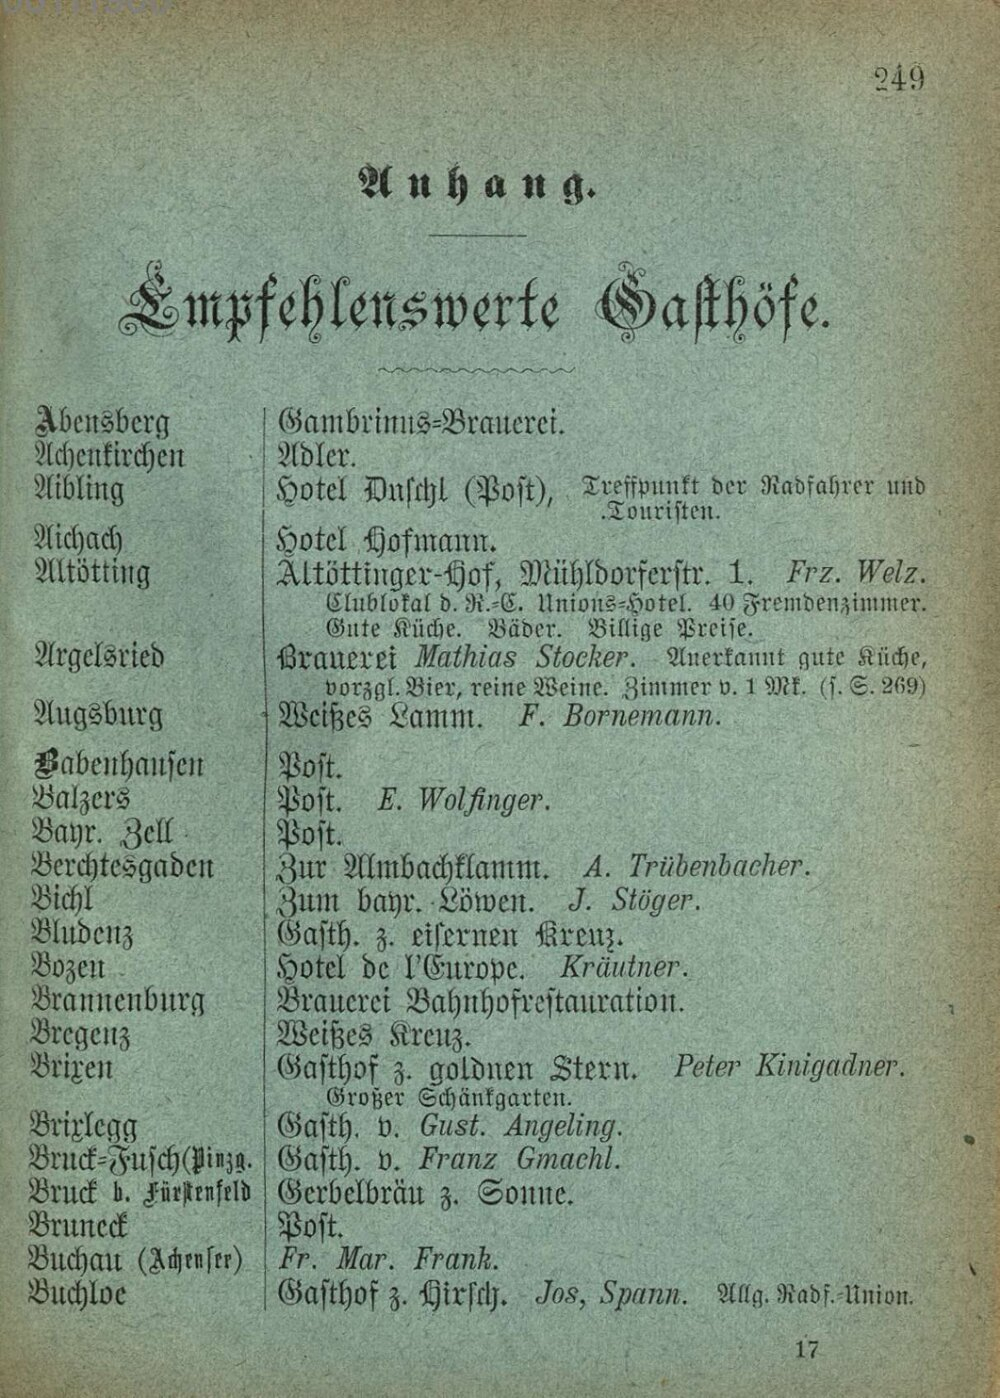 249
Anhang.
Empfehlenswerte Gasthöfe.
Abensberg Gambrinus-Brauerei.
Achenkirchen Adler.
Aibling Hotel Duschl (Post), Treffpunkt der Radfahrer und
Touristen.
Aichach Hotel Hofmann.
Altötting Altöttinger-Hof, Mühldorferstr. 1. Frz. Welz.
Clublokal d. R.-C. Unions-Hotel. 40 Fremdenzimmer.
Gute Küche. Bäder. Billige Preise.
Argelsried Brauerei Mathias Stocker. Anerkannt gute Küche,
vorzgl. Bier, reine Weine. Zimmer v. 1 Mk. (s. S. 269)
Augsburg Weißes Lamm. F. Bornemann.
Babenhausen Post.
Balzers Post. E. Wolfinger.
Bayr. Zell Post.
Berchtesgaden Zur Almbachklamm. A. Trübenbacher.
Bichl Zum bayr. Löwen. J. Stöger.
Bludenz Gasth. z. eisernen Kreuz.
Bozen Hotel de l'Europe. Kräutner.
Brannenburg Brauerei Bahnhofrestauration.
Bregenz Weißes Kreuz.
Brixen Gasthof z. goldnen Stern. Peter Kinigadner.
Großer Schänkgarten.
Brixlegg Gasth. v. Gust. Angeling.
Bruck-Fusch(Pinzg. Gasth. v. Franz Gmachl.
Bruck b. Fürstenfeld Gerbelbräu z. Sonne.
Bruneck Post.
Buchau (Achensee) Fr. Mar. Frank.
Buchloe Gasthof z. Hirsch. Jos, Spann. Allg. Radf.-Union.
17